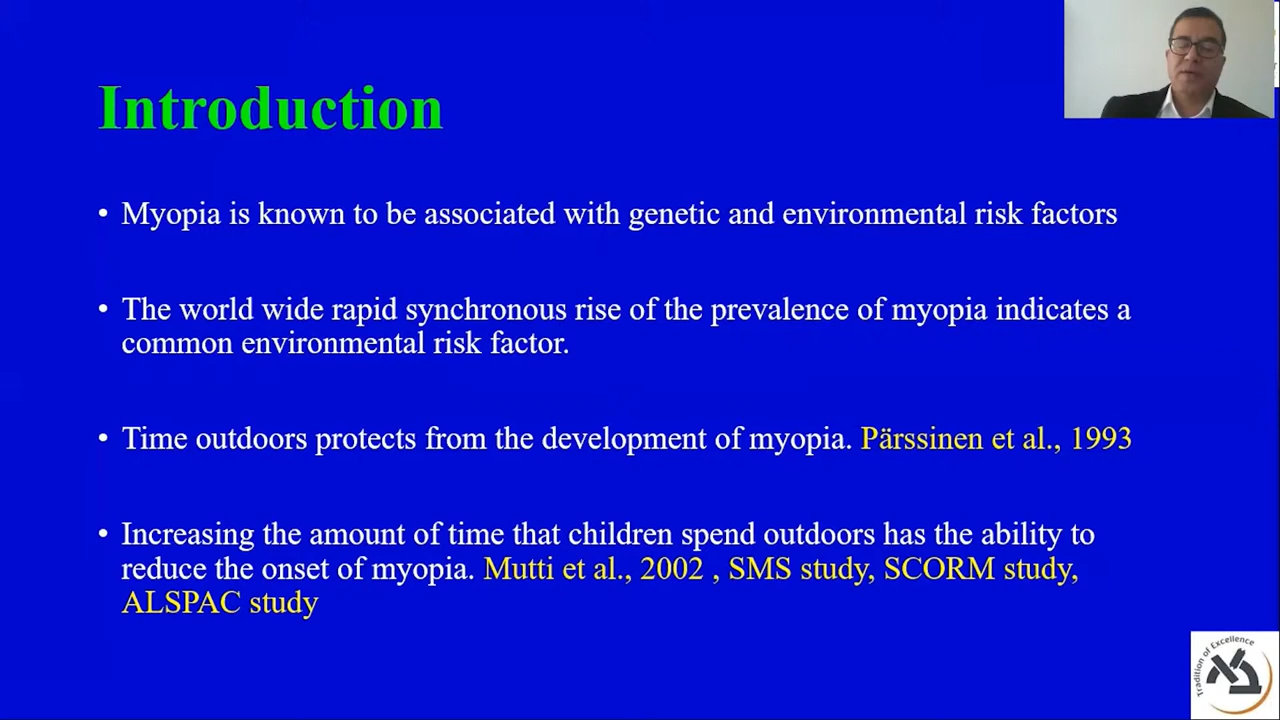 Introduction
• Myopia is known to be associated with genetic and environmental risk factors
• The world wide rapid synchronous rise of the prevalence of myopia indicates a
common environmental risk factor.
• Time outdoors protects from the development of myopia. Pärssinen et al., 1993
• Increasing the amount of time that children spend outdoors has the ability to
reduce the onset of myopia. Mutti et al., 2002 , SMS study, SCORM study,
ALSPAC study
Tradition of Excellence